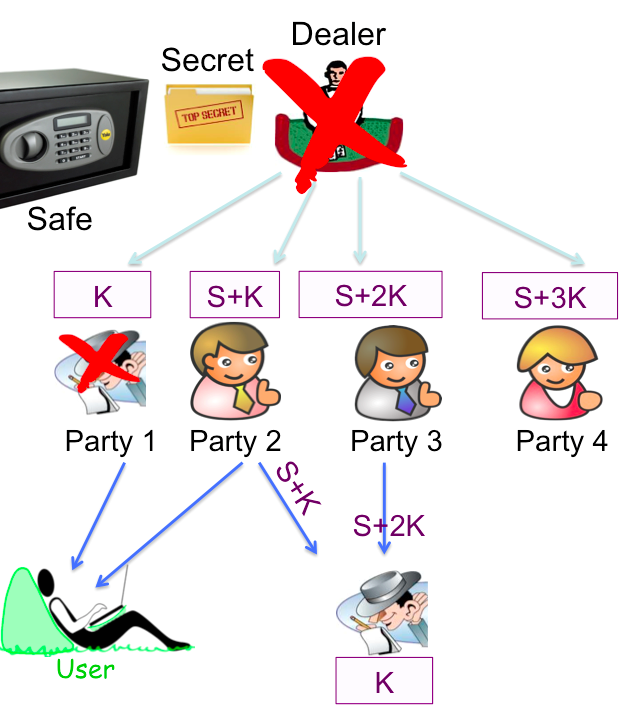 Dealer
Secret
TOP SECRET
Safe
K
S+K
S+2K
S+3K
Party 1
Party 2
Party 3
Party 4
S+K
S+2K
User
K